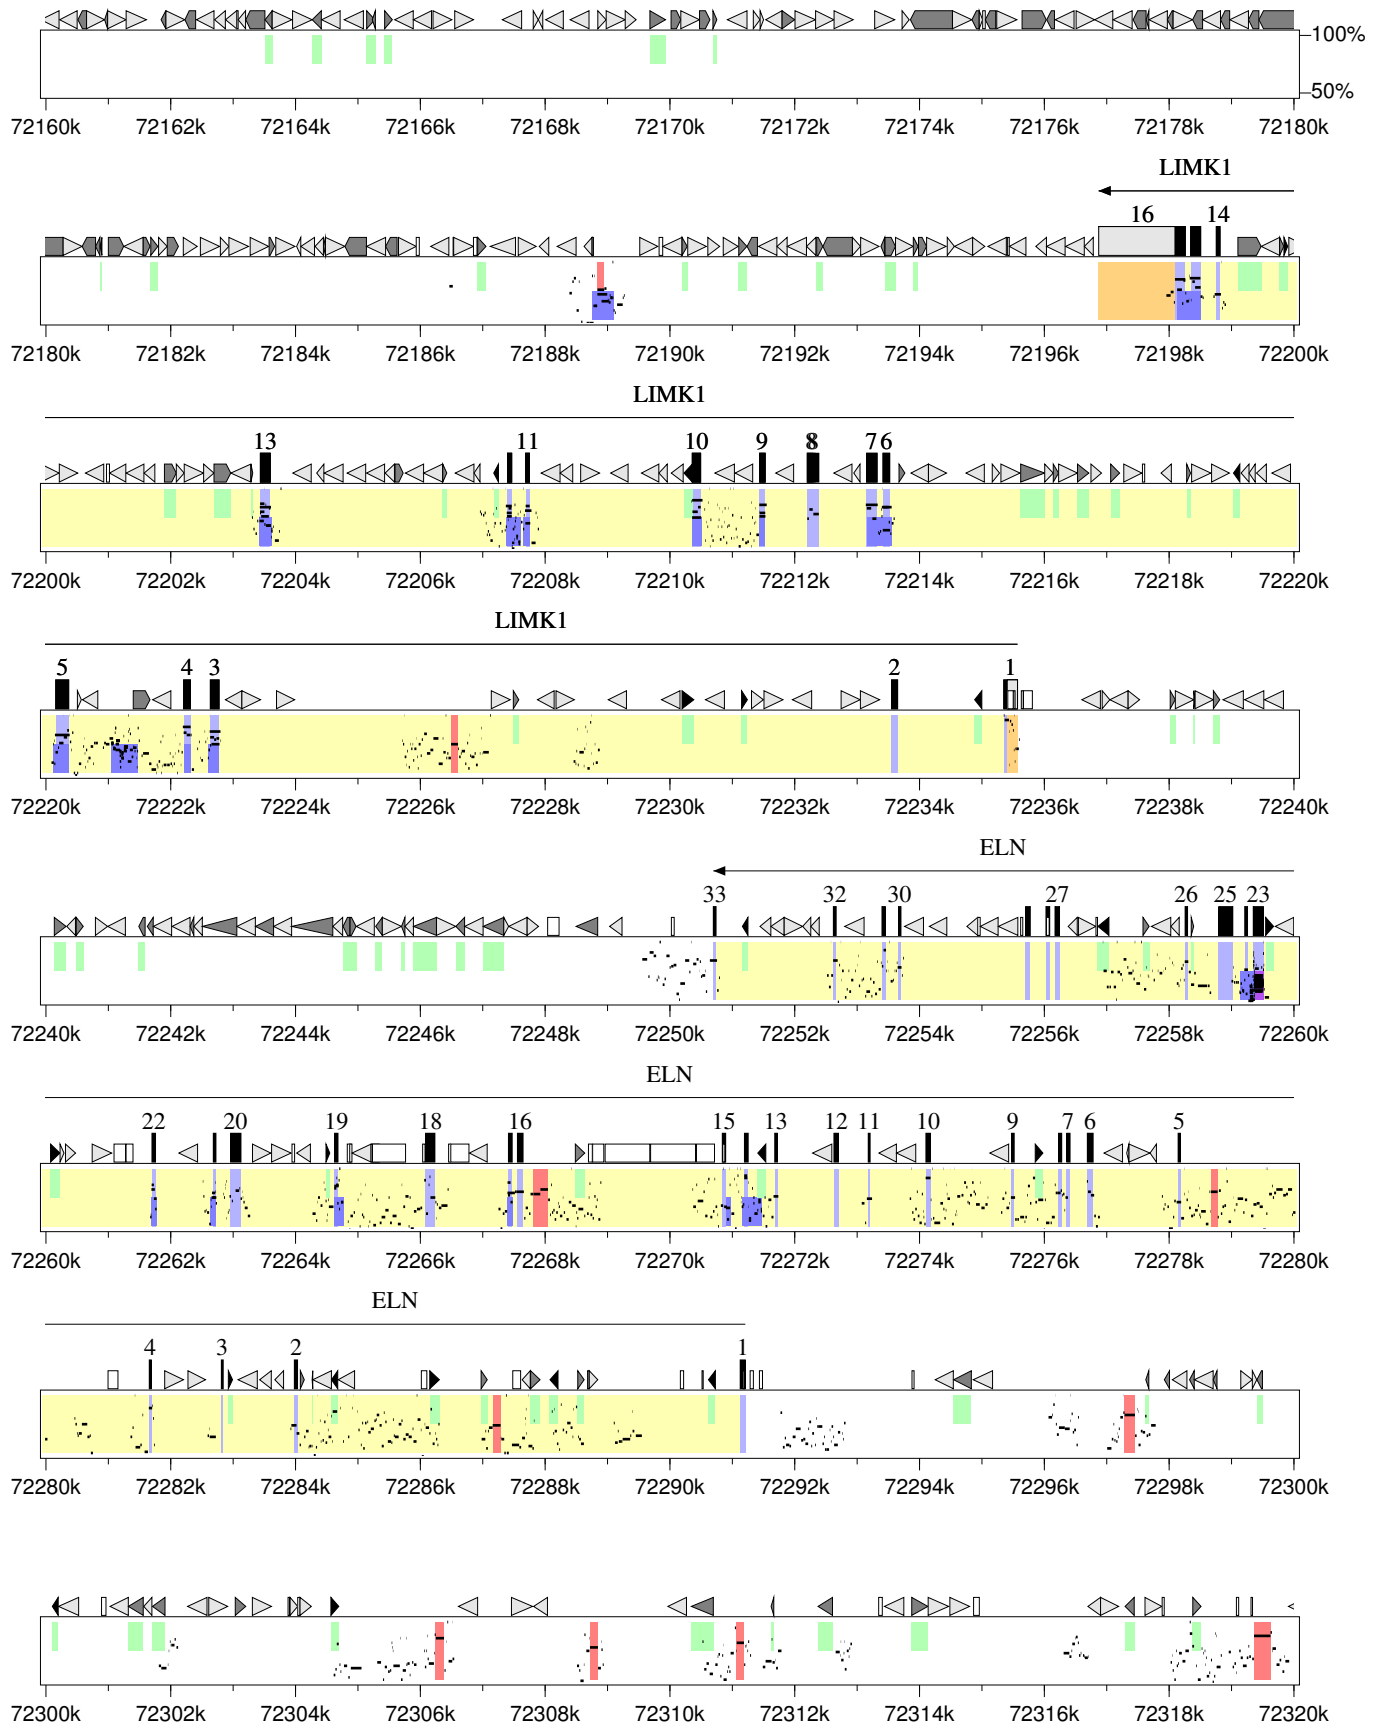 100%
50%
72160k 72162k 72164k 72166k 72168k 72170k 72172k 72174k 72176k 72178k 72180k
LIMK1
16 14
72180k 72182k 72184k 72186k 72188k 72190k 72192k 72194k 72196k 72198k 72200k
LIMK1
13 11 10 9 8 7 6
72200k 72202k 72204k 72206k 72208k 72210k 72212k 72214k 72216k 72218k 72220k
LIMK1
5 4 3 2 1
72220k 72222k 72224k 72226k 72228k 72230k 72232k 72234k 72236k 72238k 72240k
ELN
33 32 30 27 26 25 23
72240k 72242k 72244k 72246k 72248k 72250k 72252k 72254k 72256k 72258k 72260k
ELN
22 20 19 18 16 15 13 12 11 10 9 7 6 5
72260k 72262k 72264k 72266k 72268k 72270k 72272k 72274k 72276k 72278k 72280k
ELN
4 3 2 1
72280k 72282k 72284k 72286k 72288k 72290k 72292k 72294k 72296k 72298k 72300k
72300k 72302k 72304k 72306k 72308k 72310k 72312k 72314k 72316k 72318k 72320k